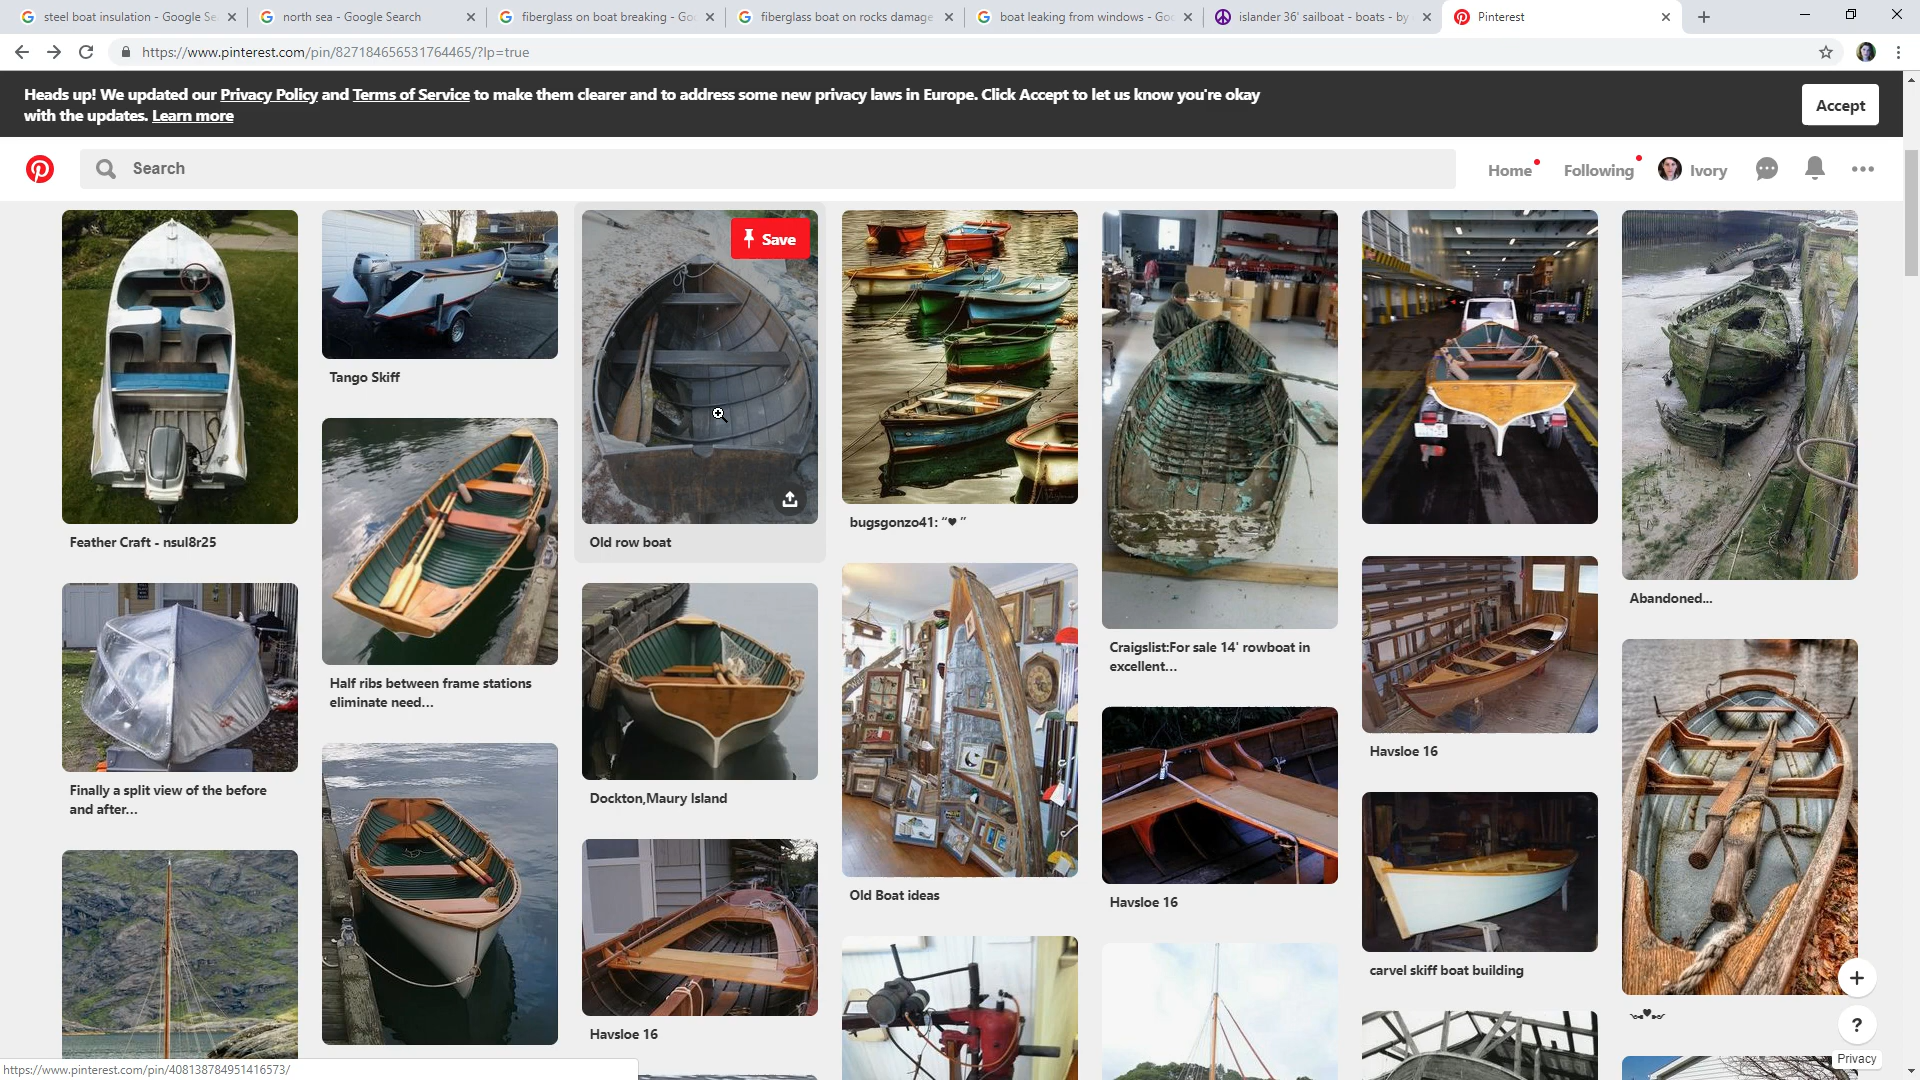 steel boat insulation - Google Se
north sea - Google Search
fiberglass on boat breaking - Go
fiberglass boat on rocks damage
boat leaking from windows - Goo
islander 36' sailboat - boats - by
Pinterest
https://www.pinterest.com/pin/827184656531764465/?lp=true
Heads up! We updated our Privacy Policy and Terms of Service to make them clearer and to address some new privacy laws in Europe. Click Accept to let us know you're okay
with the updates. Learn more
Accept
Search
Home
Following
Ivory
Save
Tango Skiff
bugsgonzo41: “♥ ”
Feather Craft - nsul8r25
Old row boat
Abandoned...
Craigslist:For sale 14' rowboat in
excellent...
Half ribs between frame stations
eliminate need...
Havsloe 16
Finally a split view of the before
and after...
Dockton,Maury Island
Old Boat ideas
Havsloe 16
carvel skiff boat building
Havsloe 16
?
Privacy
https://www.pinterest.com/pin/408138784951416573/